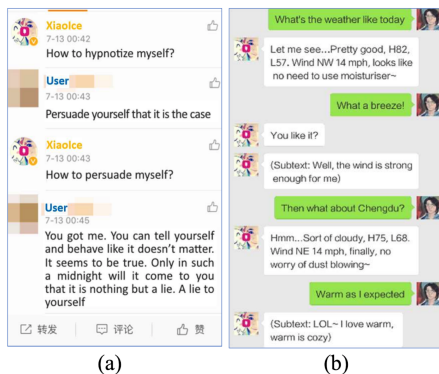 XiaoIce
7-13 00:42
How to hypnotize myself?
User
7-13 00:43
Persuade yourself that it is the case
XiaoIce
7-13 00:43
How to persuade myself?
User
7-13 00:45
You got me. You can tell yourself
and behave like it doesn't matter.
It seems to be true. Only in such
a midnight will it come to you
that it is nothing but a lie. A lie to
yourself
转发 评论 赞
(a)
What's the weather like today
Let me see...Pretty good, H82,
L57. Wind NW 14 mph, looks like
no need to use moisturiser~
What a breeze!
You like it?
(Subtext: Well, the wind is strong
enough for me)
Then what about Chengdu?
Hmm...Sort of cloudy, H75, L68.
Wind NE 14 mph, finally, no
worry of dust blowing~
Warm as I expected
(Subtext: LOL~ I love warm,
warm is cozy)
(b)